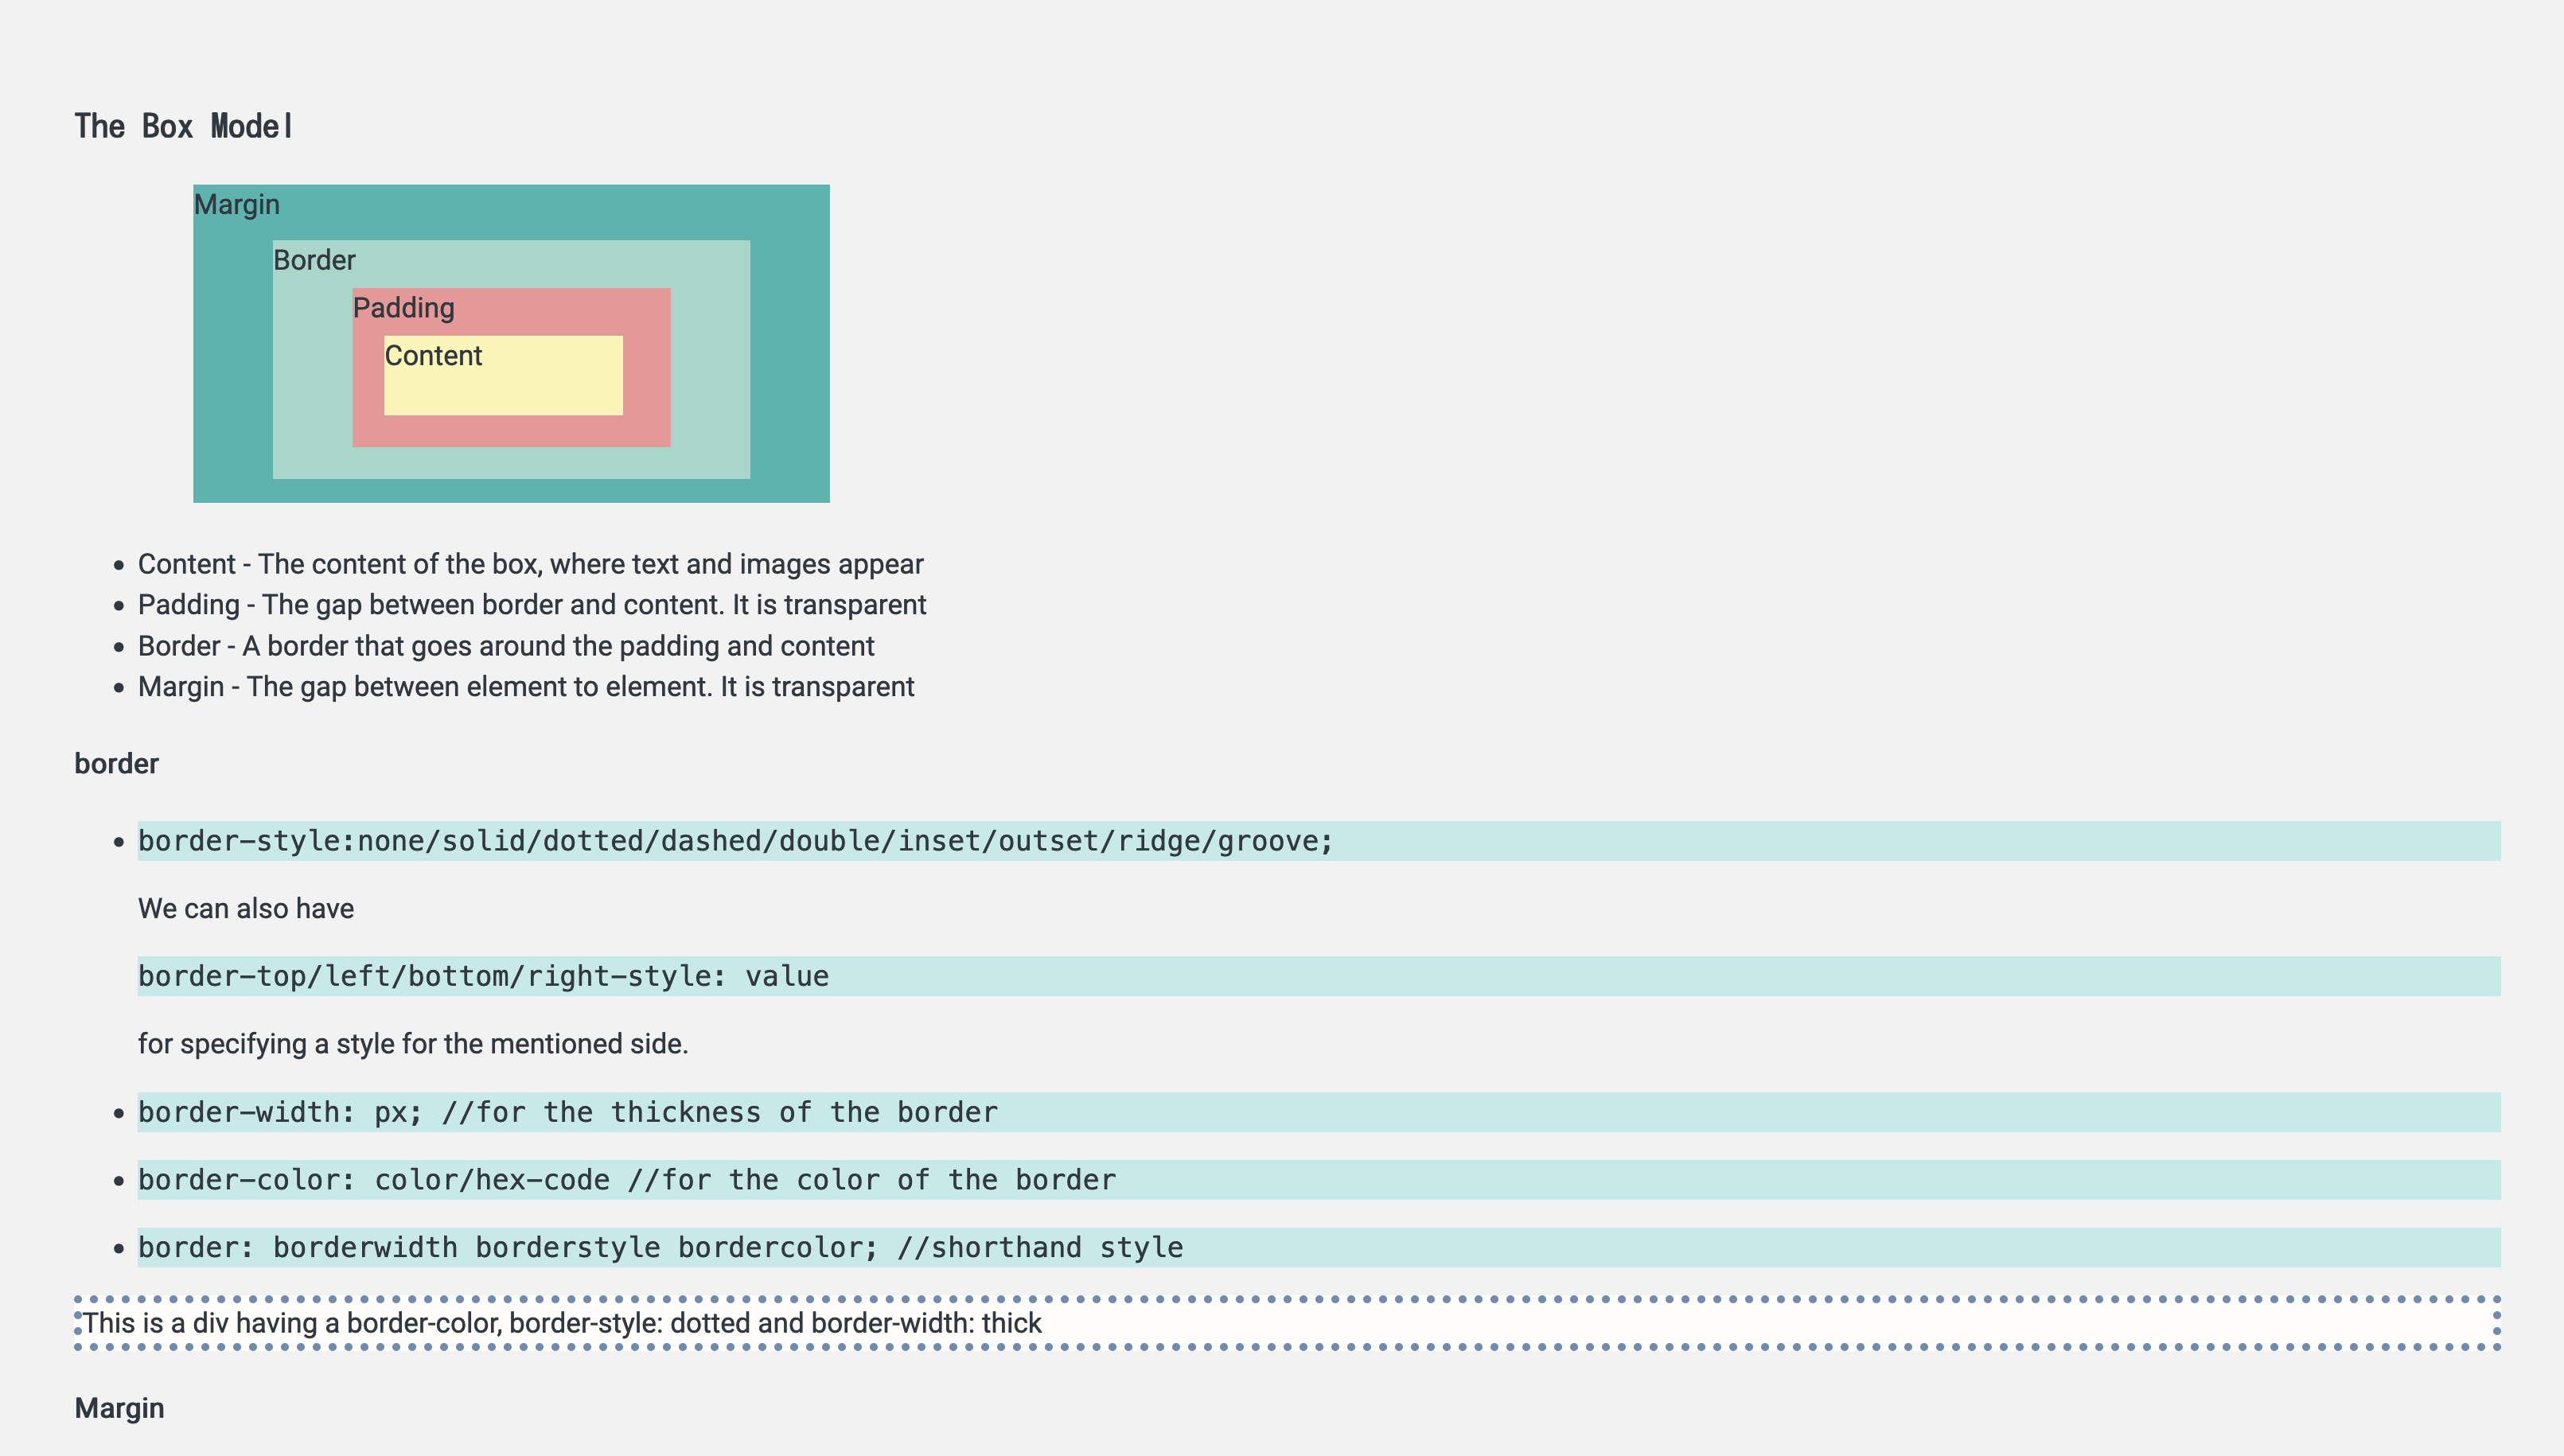 The Box Model
Margin
Border
Padding
Content
Content - The content of the box, where text and images appear
Padding - The gap between border and content. It is transparent
Border - A border that goes around the padding and content
Margin - The gap between element to element. It is transparent
border
border-style:none/solid/dotted/dashed/double/inset/outset/ridge/groove;
We can also have
border-top/left/bottom/right-style: value
for specifying a style for the mentioned side.
border-width: px; //for the thickness of the border
border-color: color/hex-code //for the color of the border
border: borderwidth borderstyle bordercolor; //shorthand style
This is a div having a border-color, border-style: dotted and border-width: thick
Margin